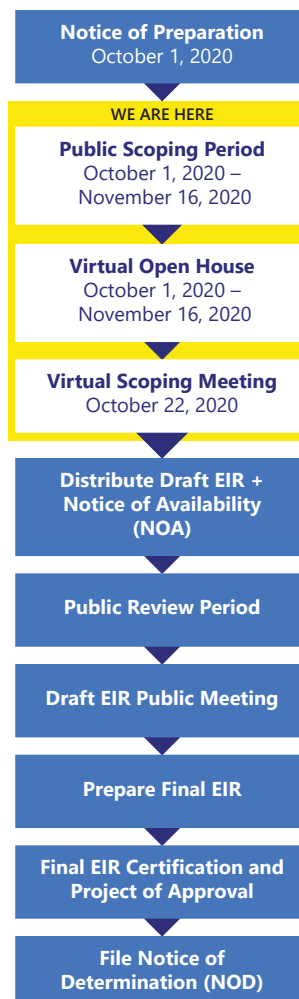 Notice of Preparation
October 1, 2020
WE ARE HERE
Public Scoping Period
October 1, 2020 –
November 16, 2020
Virtual Open House
October 1, 2020 –
November 16, 2020
Virtual Scoping Meeting
October 22, 2020
Distribute Draft EIR +
Notice of Availability
(NOA)
Public Review Period
Draft EIR Public Meeting
Prepare Final EIR
Final EIR Certification and
Project of Approval
File Notice of
Determination (NOD)